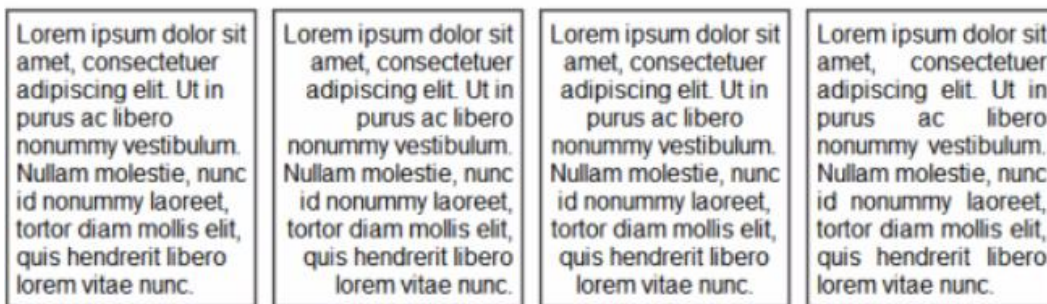 Lorem ipsum dolor sit
amet, consectetuer
adipiscing elit. Ut in
purus ac libero
nonummy vestibulum.
Nullam molestie, nunc
id nonummy laoreet,
tortor diam mollis elit,
quis hendrerit libero
lorem vitae nunc.
Lorem ipsum dolor sit
amet, consectetuer
adipiscing elit. Ut in
purus ac libero
nonummy vestibulum.
Nullam molestie, nunc
id nonummy laoreet,
tortor diam mollis elit,
quis hendrerit libero
lorem vitae nunc.
Lorem ipsum dolor sit
amet, consectetuer
adipiscing elit. Ut in
purus ac libero
nonummy vestibulum.
Nullam molestie, nunc
id nonummy laoreet,
tortor diam mollis elit,
quis hendrerit libero
lorem vitae nunc.
Lorem ipsum dolor sit
amet, consectetuer
adipiscing elit. Ut in
purus ac libero
nonummy vestibulum.
Nullam molestie, nunc
id nonummy laoreet,
tortor diam mollis elit,
quis hendrerit libero
lorem vitae nunc.